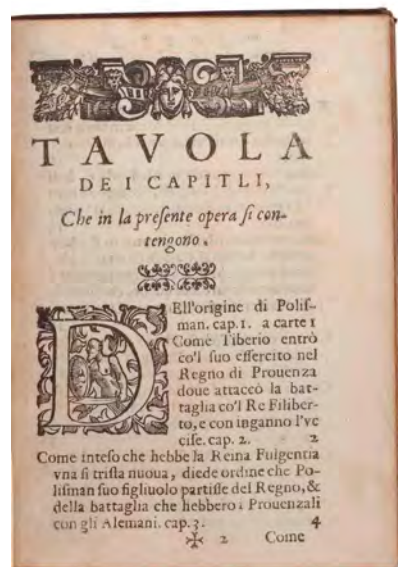 TAVOLA
DE I CAPITLI,
Che in la preſente opera ſi con-
tengono.
DEll'origine di Poliſ-
man. cap. 1. a carte 1
Come Tiberio entrò
co'l ſuo eſſercito nel
Regno di Prouenza
doue attaccò la bat-
taglia co'l Re Filiber-
to, e con inganno l'vc
ciſe. cap. 2. 2
Come inteſo che hebbe la Reina Fulgentia
vna ſi triſta nuoua, diede ordine che Po-
liſman ſuo figliuolo partiſſe del Regno, &
della battaglia che hebbero i Prouenzali
con gli Alemani. cap. 3. 4
✠ 2 Come